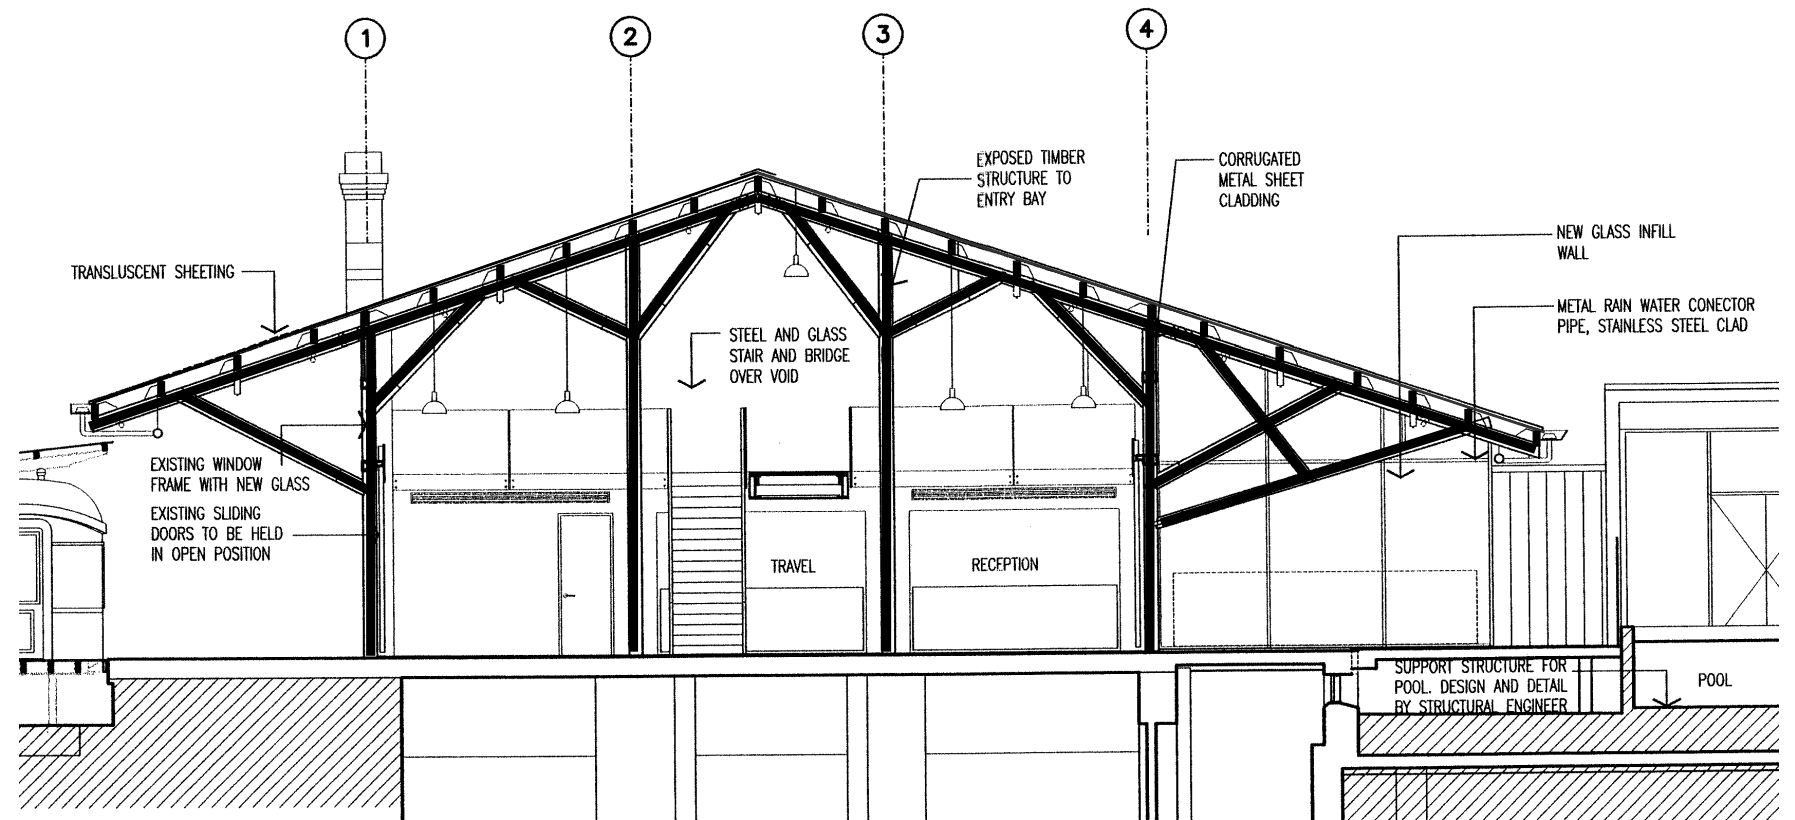 1
2
3
4
EXPOSED TIMBER
STRUCTURE TO
ENTRY BAY
CORRUGATED
METAL SHEET
CLADDING
NEW GLASS INFILL
WALL
TRANSLUSCENT SHEETING
METAL RAIN WATER CONECTOR
PIPE, STAINLESS STEEL CLAD
STEEL AND GLASS
STAIR AND BRIDGE
OVER VOID
EXISTING WINDOW
FRAME WITH NEW GLASS
EXISTING SLIDING
DOORS TO BE HELD
IN OPEN POSITION
TRAVEL
RECEPTION
SUPPORT STRUCTURE FOR
POOL. DESIGN AND DETAIL
BY STRUCTURAL ENGINEER
POOL